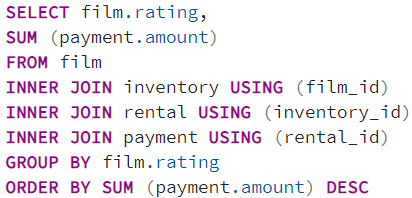 SELECT film.rating,
SUM (payment.amount)
FROM film
INNER JOIN inventory USING (film_id)
INNER JOIN rental USING (inventory_id)
INNER JOIN payment USING (rental_id)
GROUP BY film.rating
ORDER BY SUM (payment.amount) DESC